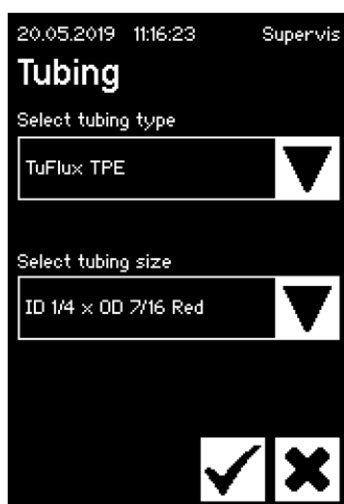 20.05.2019 11:16:23 Supervis
Tubing
Select tubing type
TuFlux TPE
Select tubing size
ID 1/4 x OD 7/16 Red